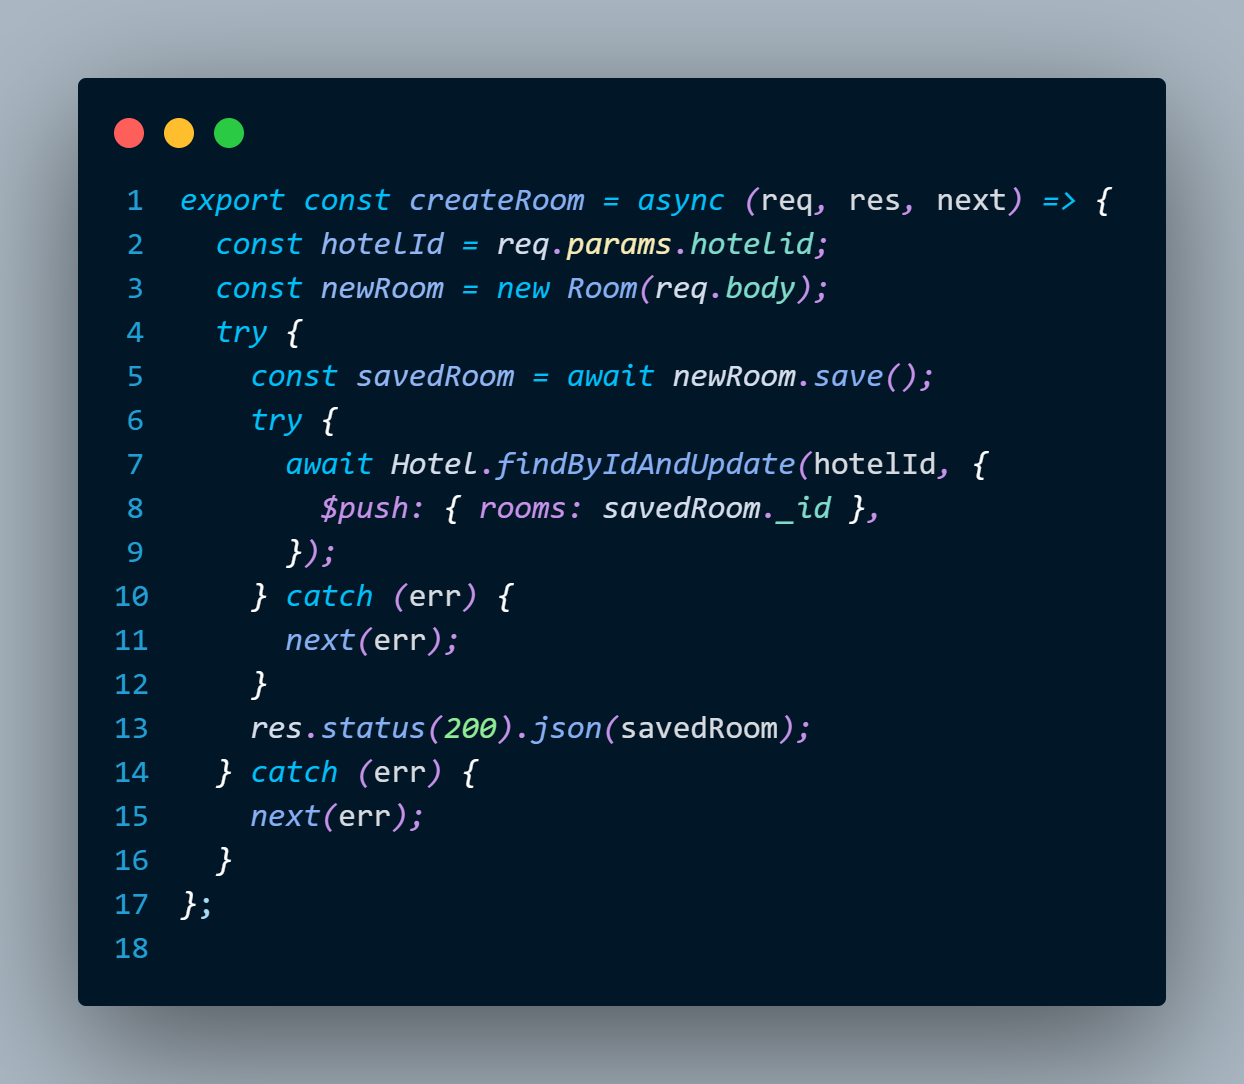 1 export const createRoom = async (req, res, next) => {
2   const hotelId = req.params.hotelid;
3   const newRoom = new Room(req.body);
4   try {
5     const savedRoom = await newRoom.save();
6     try {
7       await Hotel.findByIdAndUpdate(hotelId, {
8         $push: { rooms: savedRoom._id },
9       });
10     } catch (err) {
11       next(err);
12     }
13     res.status(200).json(savedRoom);
14   } catch (err) {
15     next(err);
16   }
17 };
18